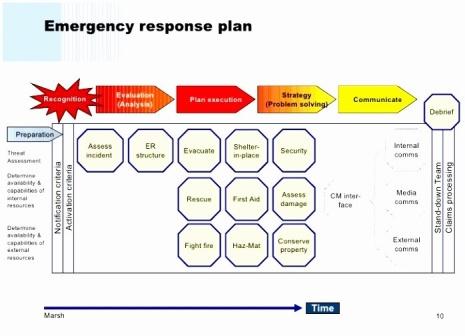 Emergency response plan
Recognition
Evaluation
(Analysis)
Plan execution
Strategy
(Problem solving)
Communicate
Debrief
Preparation
Threat
Assessment
Determine
availability &
capabilities of
internal
resources
Determine
availability &
capabilities of
external
resources
Notification criteria
Activation criteria
Assess
incident
ER
structure
Evacuate
Shelter-
in-place
Security
Rescue
First Aid
Assess
damage
Fight fire
Haz-Mat
Conserve
property
CM inter-
face
Internal
comms
Media
comms
External
comms
Stand-down Team
Claims processing
Time
Marsh
10